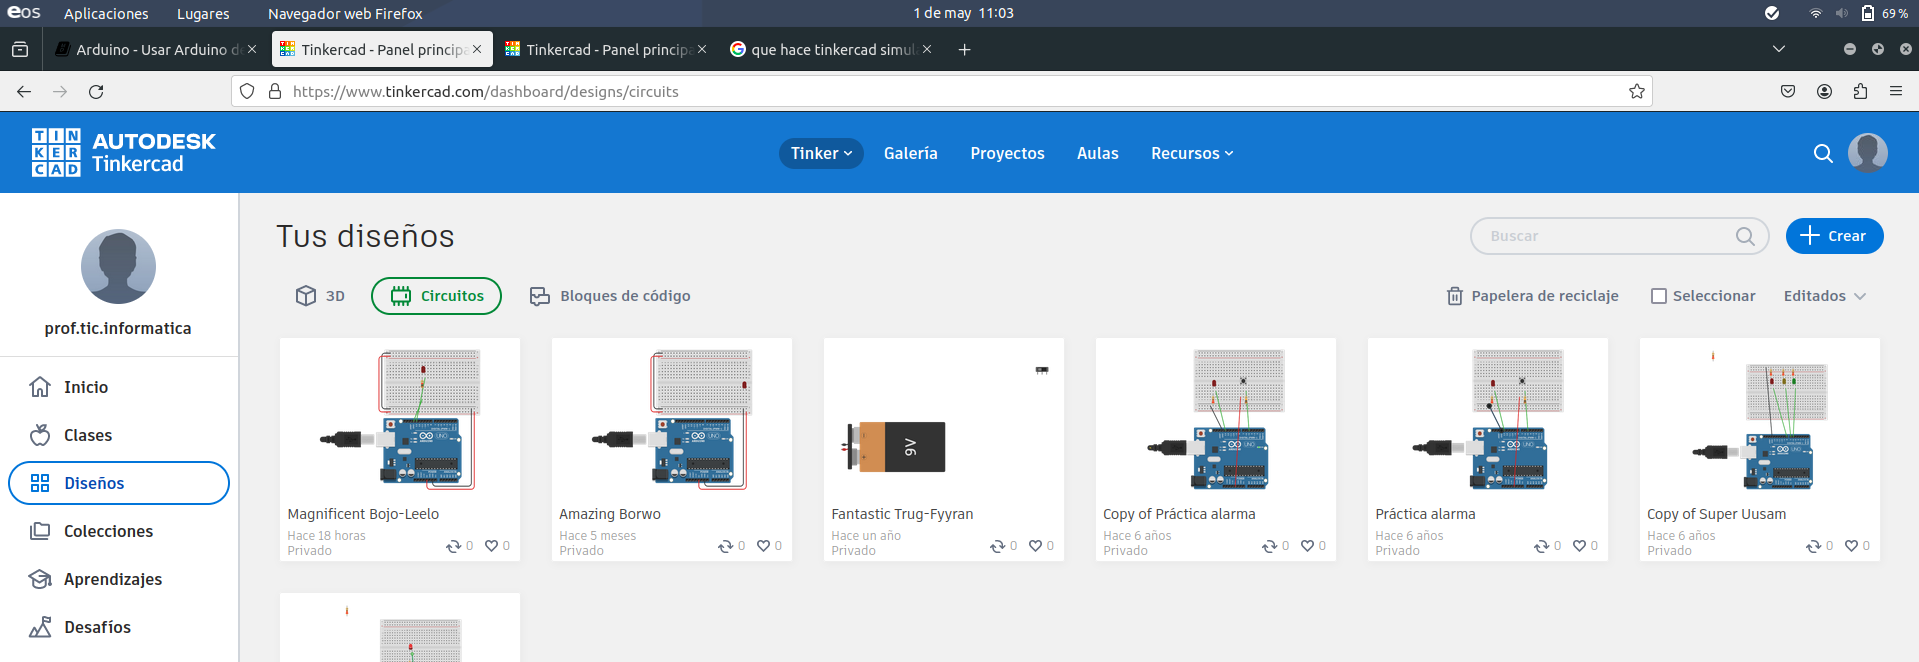 eos Aplicaciones Lugares Navegador web Firefox 1 de may 11:03 69 %
Arduino - Usar Arduino de Tinkercad - Panel principa Tinkercad - Panel principa que hace tinkercad simul
https://www.tinkercad.com/dashboard/designs/circuits
TIN
KER
CAD
AUTODESK
Tinkercad
Tinker Galería Proyectos Aulas Recursos
prof.tic.informatica
Inicio
Clases
Diseños
Colecciones
Aprendizajes
Desafíos
Tus diseños
Buscar
Crear
3D Circuitos Bloques de código
Papelera de reciclaje Seleccionar Editados
Magnificent Bojo-Leelo
Hace 18 horas
Privado 0 0
Amazing Borwo
Hace 5 meses
Privado 0 0
9V
Fantastic Trug-Fyyran
Hace un año
Privado 0 0
Copy of Práctica alarma
Hace 6 años
Privado 0 0
Práctica alarma
Hace 6 años
Privado 0 0
Copy of Super Uusam
Hace 6 años
Privado 0 0